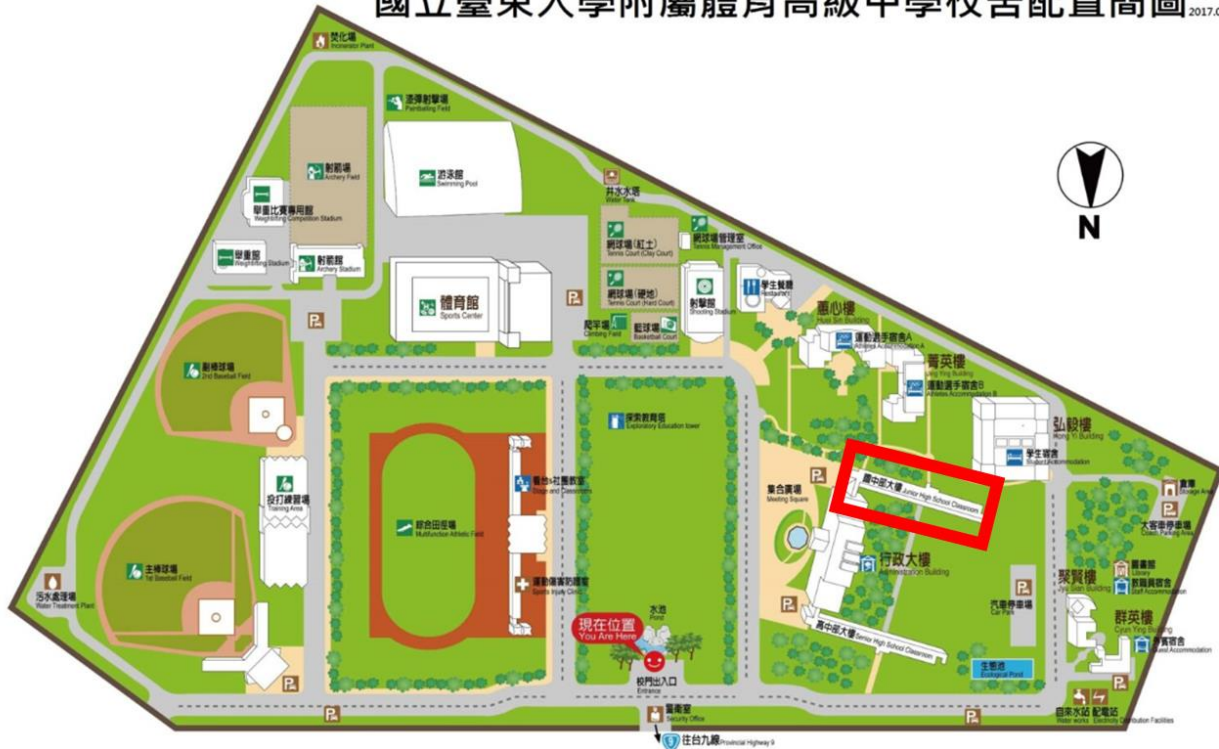 國立臺東大學附屬體育高級中學校舍配置簡圖
焚化場
Incinerator Plant
漆彈射擊場
Paintballing Field
射箭場
Archery Field
游泳館
Swimming Pool
N
井水水塔
Water Tank
舉重比賽專用館
Weightlifting Competition Stadium
網球場(紅土)
Tennis Court (Clay Court)
網球場管理室
Tennis Management Office
舉重館
Weightlifting Stadium
射箭館
Archery Stadium
體育館
Sports Center
網球場(硬地)
Tennis Court (Hard Court)
射擊館
Shooting Stadium
學生餐廳
Restaurant
P
P
籃球場
Basketball Court
Climbing Field
蕙心樓
Huei Sin Building
運動選手宿舍A
Athletes Accommodation A
菁英樓
Jing Ying Building
運動選手宿舍B
Athletes Accommodation B
副棒球場
2nd Baseball Field
探索教育塔
Exploratory Education tower
弘毅樓
Hong Yi Building
學生宿舍
Student Accommodation
投打練習場
Training Area
看台&社團教室
Stage and Classrooms
集合廣場
Meeting Square
P
國中部大樓 Junior High School Classroom
倉庫
Storage Area
P
大客車停車場
Coach Parking Area
綜合田徑場
Multifunction Athletic Field
行政大樓
Administration Building
主棒球場
1st Baseball Field
圖書館
Library
教職員宿舍
Staff Accommodation
聚賢樓
Jyu Sian Building
污水處理場
Water Treatment Plant
運動傷害防護室
Sports Injury Clinic
P
汽車停車場
Car Park
水池
Pond
現在位置
You Are Here
高中部大樓 Senior High School Classroom
群英樓
Cyun Ying Building
Guest Accommodation
生態池
Ecological Pond
校門出入口
Entrance
P
P
P
P
警衛室
Security Office
自來水站 配電站
Water works Electricity Distribution Facilities
9
往台九線 Provincial Highway 9